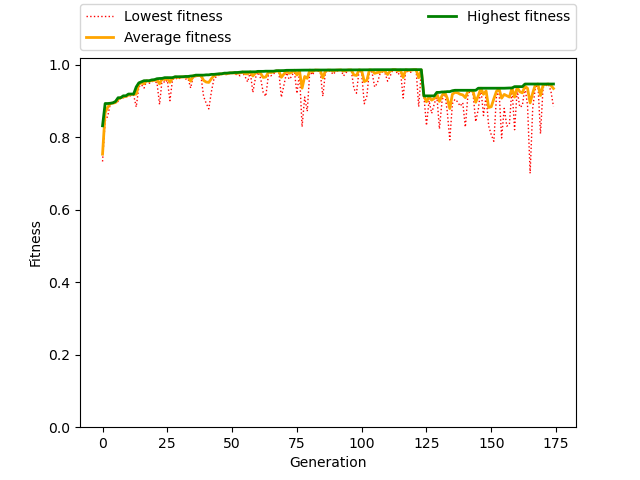 Lowest fitness
Average fitness
Highest fitness
1.0
0.8
0.6
0.4
0.2
0.0
Fitness
0 25 50 75 100 125 150 175
Generation